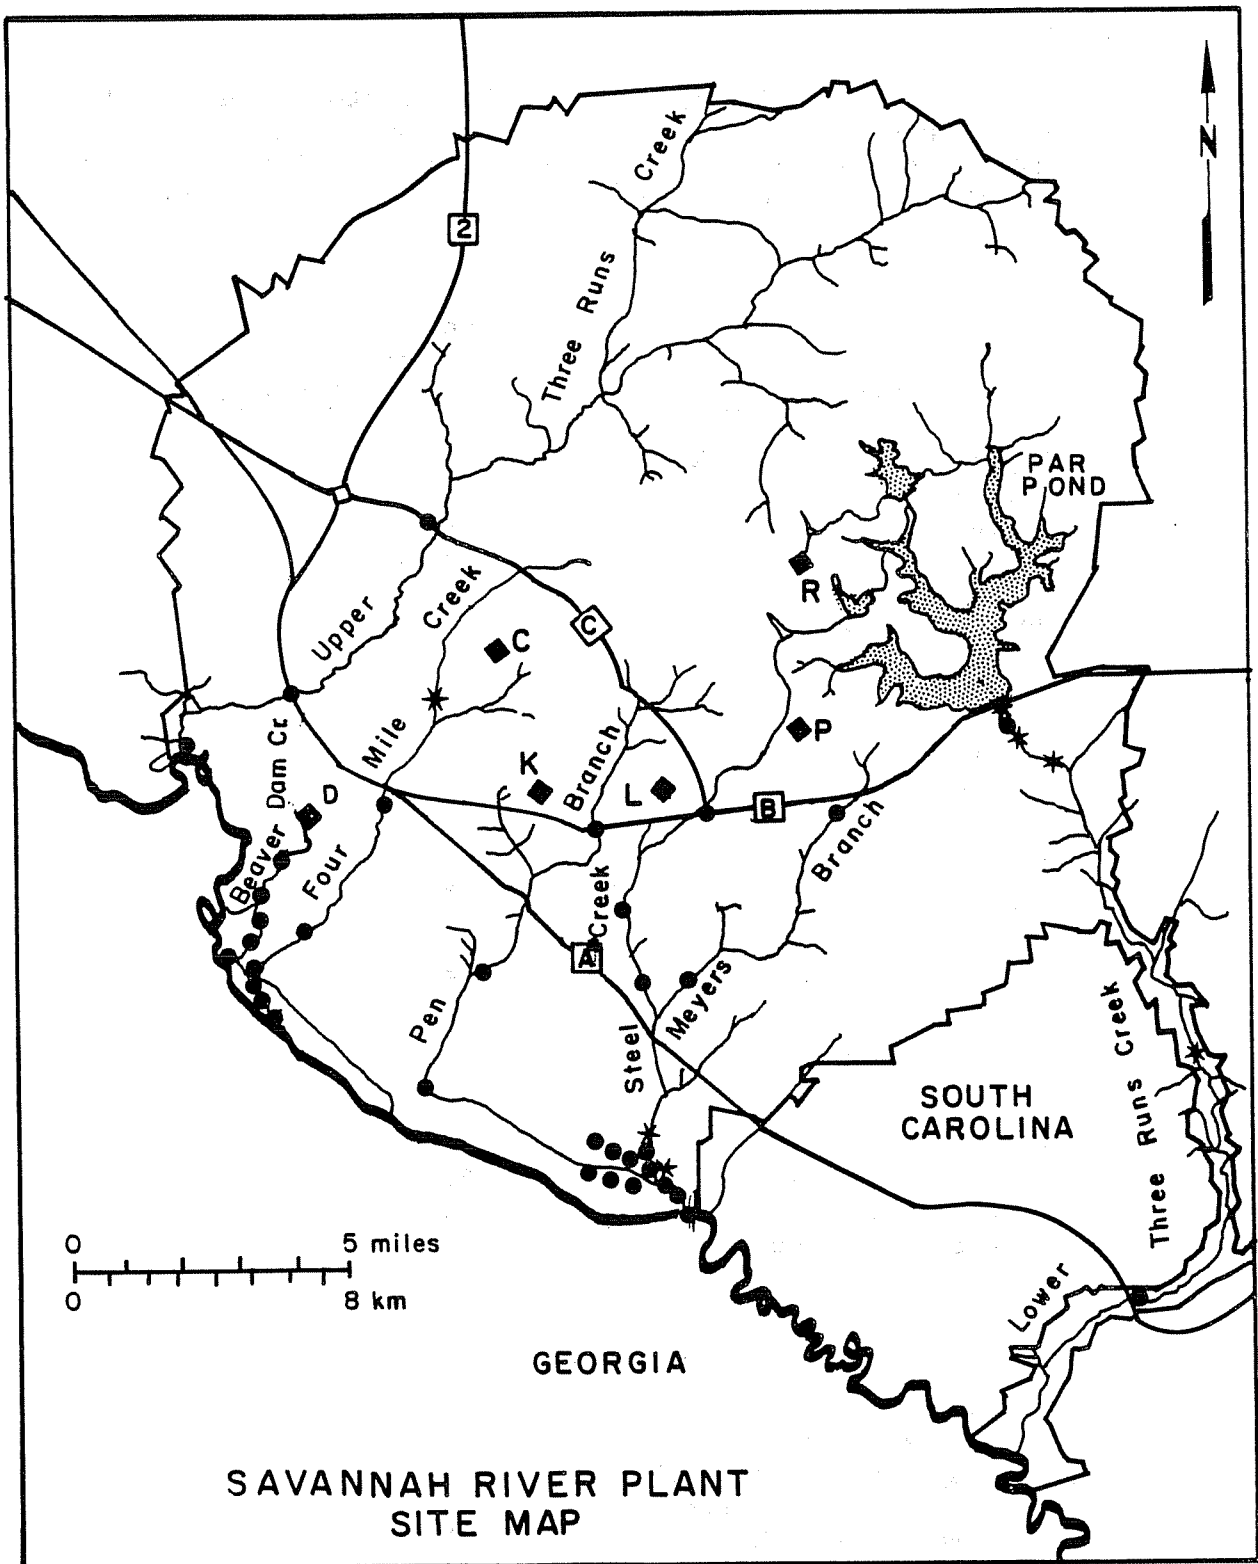 N
Creek
2
Three Runs
PAR
POND
R
Creek
Upper
C
C
Mile
P
Dam Cr.
K
Branch
L
D
B
Beaver
Four
Branch
Creek
A
Meyers
Pen
Steel
Three Runs Creek
SOUTH
CAROLINA
Lower
0 5 miles
0 8 km
GEORGIA
SAVANNAH RIVER PLANT
SITE MAP